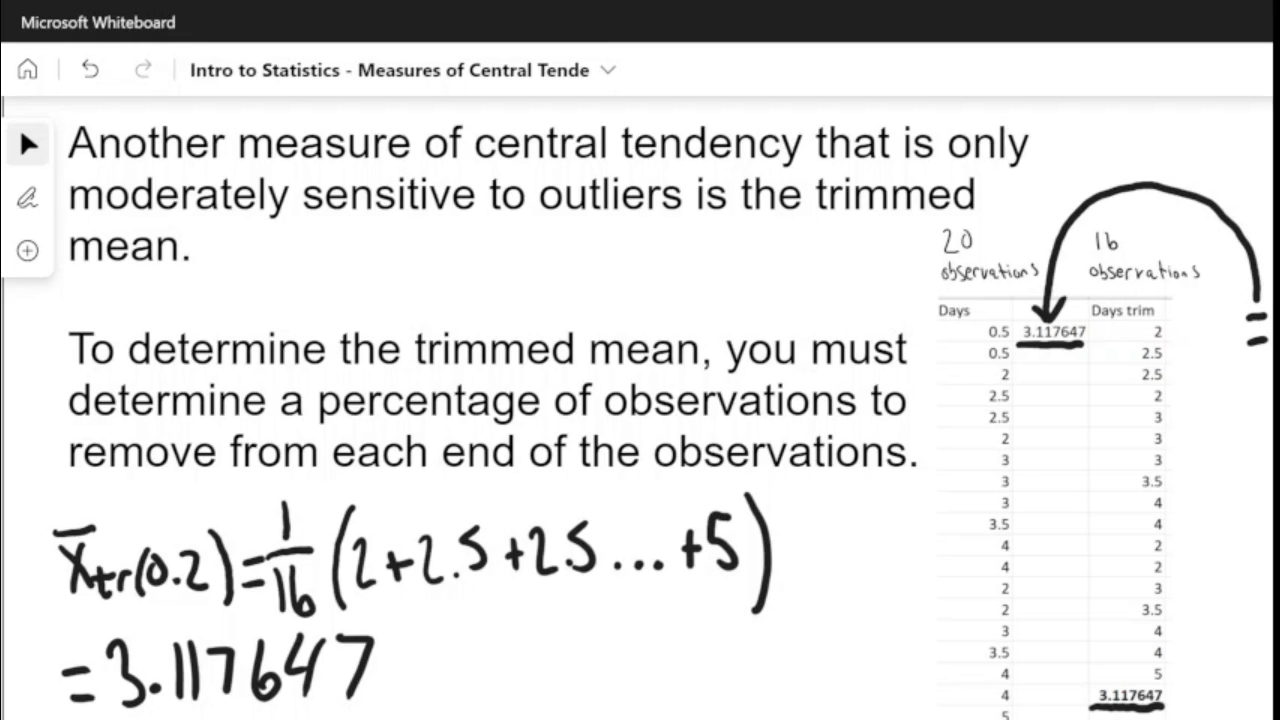 Microsoft Whiteboard
Intro to Statistics - Measures of Central Tende
Another measure of central tendency that is only
moderately sensitive to outliers is the trimmed
mean.
To determine the trimmed mean, you must
determine a percentage of observations to
remove from each end of the observations.
x̄tr(0.2) = 1/16 (2+2.5+2.5...+5)
= 3.117647
20 16
observations observations
=
Days Days trim
0.5 3.117647 2
0.5 2.5
2 2.5
2.5 2
2.5 3
2 3
3 3
3 3.5
3 4
3.5 4
4 2
4 2
2 3
2 3.5
3 4
3.5 4
4 5
4 3.117647
5